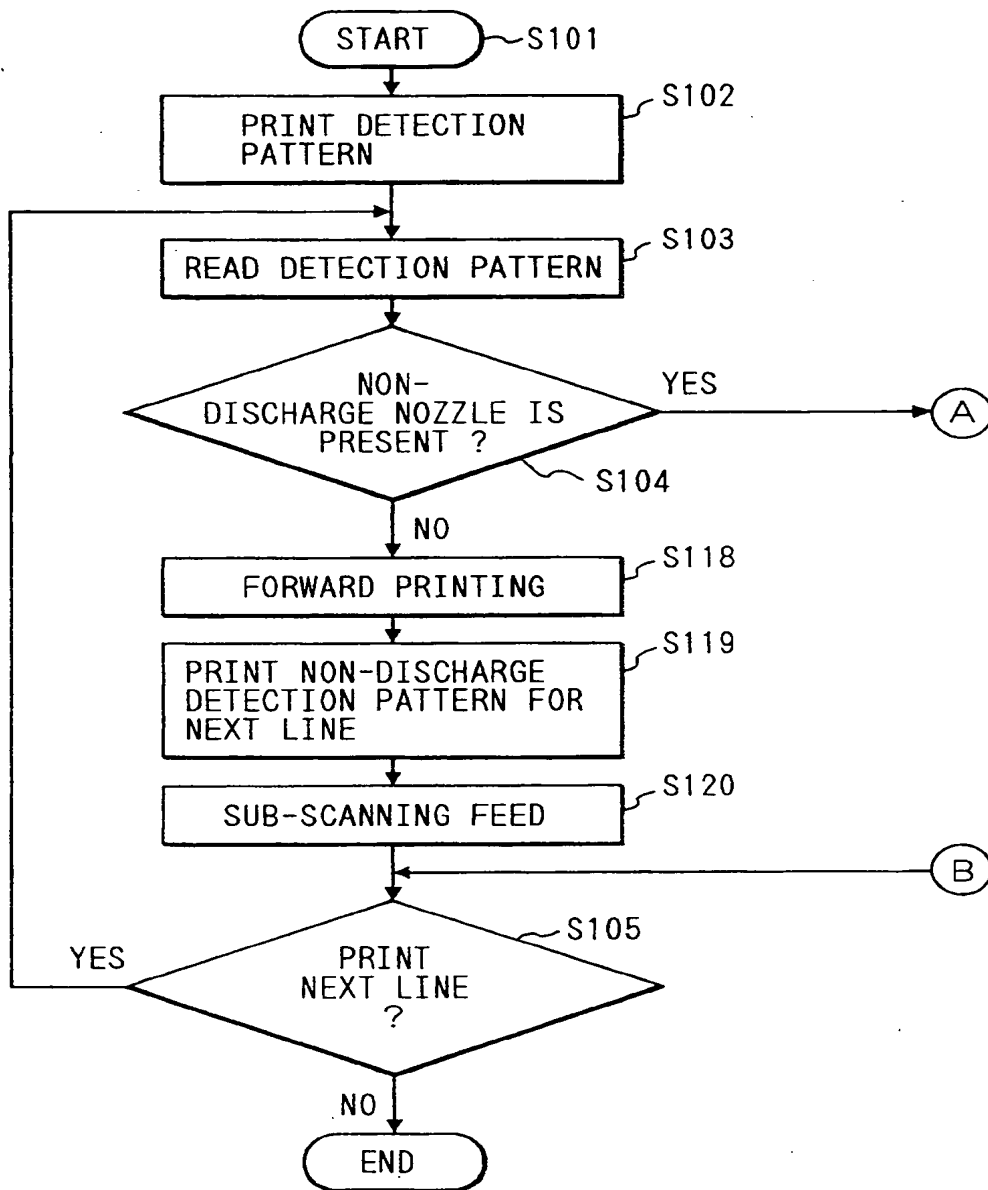 START
S101
PRINT DETECTION
PATTERN
S102
READ DETECTION PATTERN
S103
NON-
DISCHARGE NOZZLE IS
PRESENT ?
YES
A
S104
NO
FORWARD PRINTING
S118
PRINT NON-DISCHARGE
DETECTION PATTERN FOR
NEXT LINE
S119
SUB-SCANNING FEED
S120
B
S105
YES
PRINT
NEXT LINE
?
NO
END